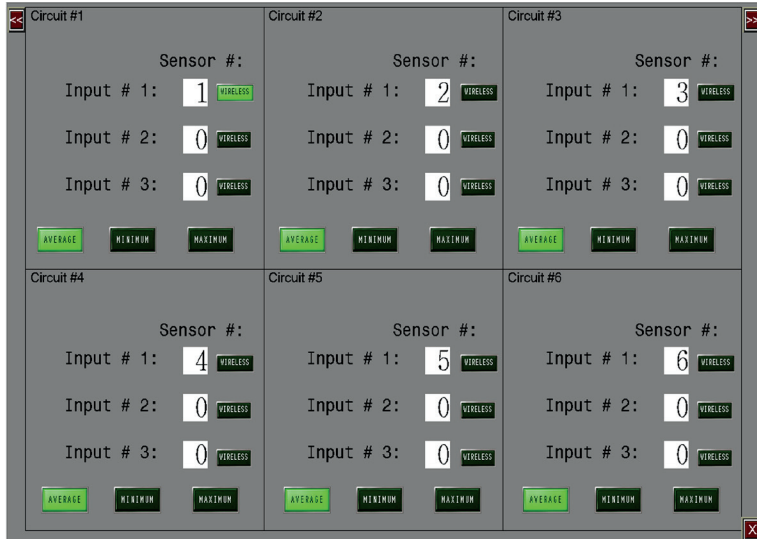 << Circuit #1 Circuit #2 Circuit #3 >>
Sensor #: Sensor #: Sensor #:
Input # 1: 1 WIRELESS Input # 1: 2 WIRELESS Input # 1: 3 WIRELESS
Input # 2: 0 WIRELESS Input # 2: 0 WIRELESS Input # 2: 0 WIRELESS
Input # 3: 0 WIRELESS Input # 3: 0 WIRELESS Input # 3: 0 WIRELESS
AVERAGE MINIMUM MAXIMUM AVERAGE MINIMUM MAXIMUM AVERAGE MINIMUM MAXIMUM
Circuit #4 Circuit #5 Circuit #6
Sensor #: Sensor #: Sensor #:
Input # 1: 4 WIRELESS Input # 1: 5 WIRELESS Input # 1: 6 WIRELESS
Input # 2: 0 WIRELESS Input # 2: 0 WIRELESS Input # 2: 0 WIRELESS
Input # 3: 0 WIRELESS Input # 3: 0 WIRELESS Input # 3: 0 WIRELESS
AVERAGE MINIMUM MAXIMUM AVERAGE MINIMUM MAXIMUM AVERAGE MINIMUM MAXIMUM
X